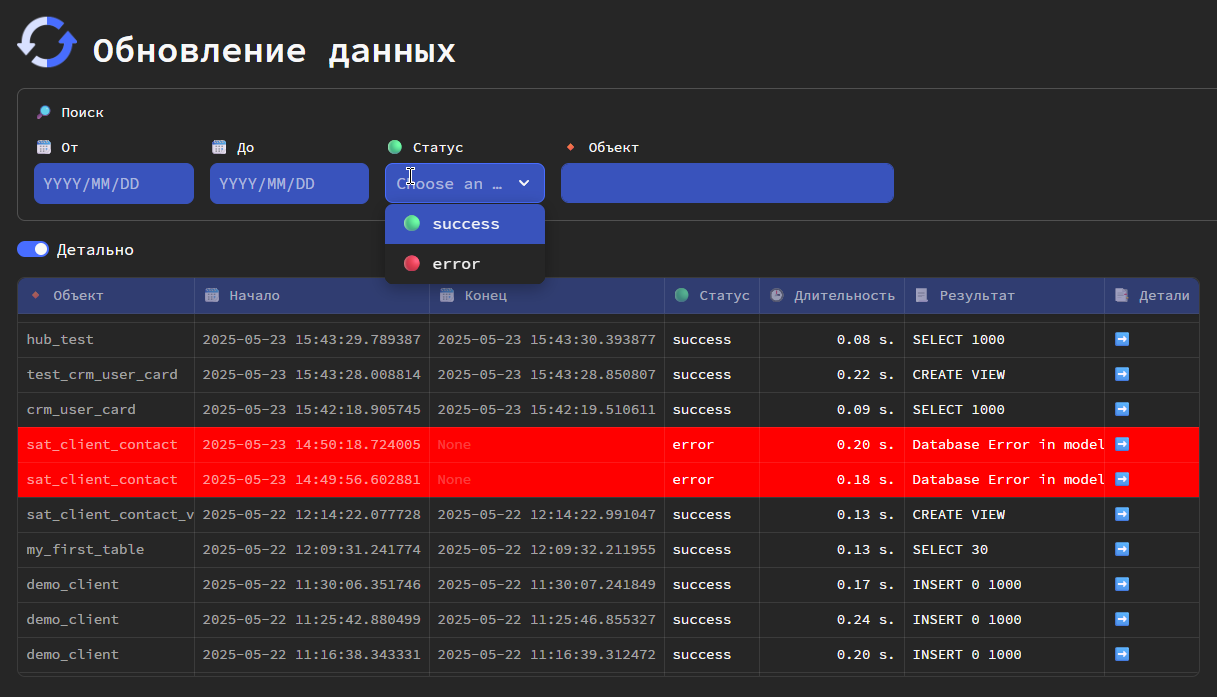 Обновление данных
Поиск
От До Статус Объект
YYYY/MM/DD YYYY/MM/DD Choose an …
success
Детально
error
Объект Начало Конец Статус Длительность Результат Детали
hub_test 2025-05-23 15:43:29.789387 2025-05-23 15:43:30.393877 success 0.08 s. SELECT 1000
test_crm_user_card 2025-05-23 15:43:28.008814 2025-05-23 15:43:28.850807 success 0.22 s. CREATE VIEW
crm_user_card 2025-05-23 15:42:18.905745 2025-05-23 15:42:19.510611 success 0.09 s. SELECT 1000
sat_client_contact 2025-05-23 14:50:18.724005 None error 0.20 s. Database Error in model
sat_client_contact 2025-05-23 14:49:56.602881 None error 0.18 s. Database Error in model
sat_client_contact_v 2025-05-22 12:14:22.077728 2025-05-22 12:14:22.991047 success 0.13 s. CREATE VIEW
my_first_table 2025-05-22 12:09:31.241774 2025-05-22 12:09:32.211955 success 0.13 s. SELECT 30
demo_client 2025-05-22 11:30:06.351746 2025-05-22 11:30:07.241849 success 0.17 s. INSERT 0 1000
demo_client 2025-05-22 11:25:42.880499 2025-05-22 11:25:46.855327 success 0.24 s. INSERT 0 1000
demo_client 2025-05-22 11:16:38.343331 2025-05-22 11:16:39.312472 success 0.20 s. INSERT 0 1000